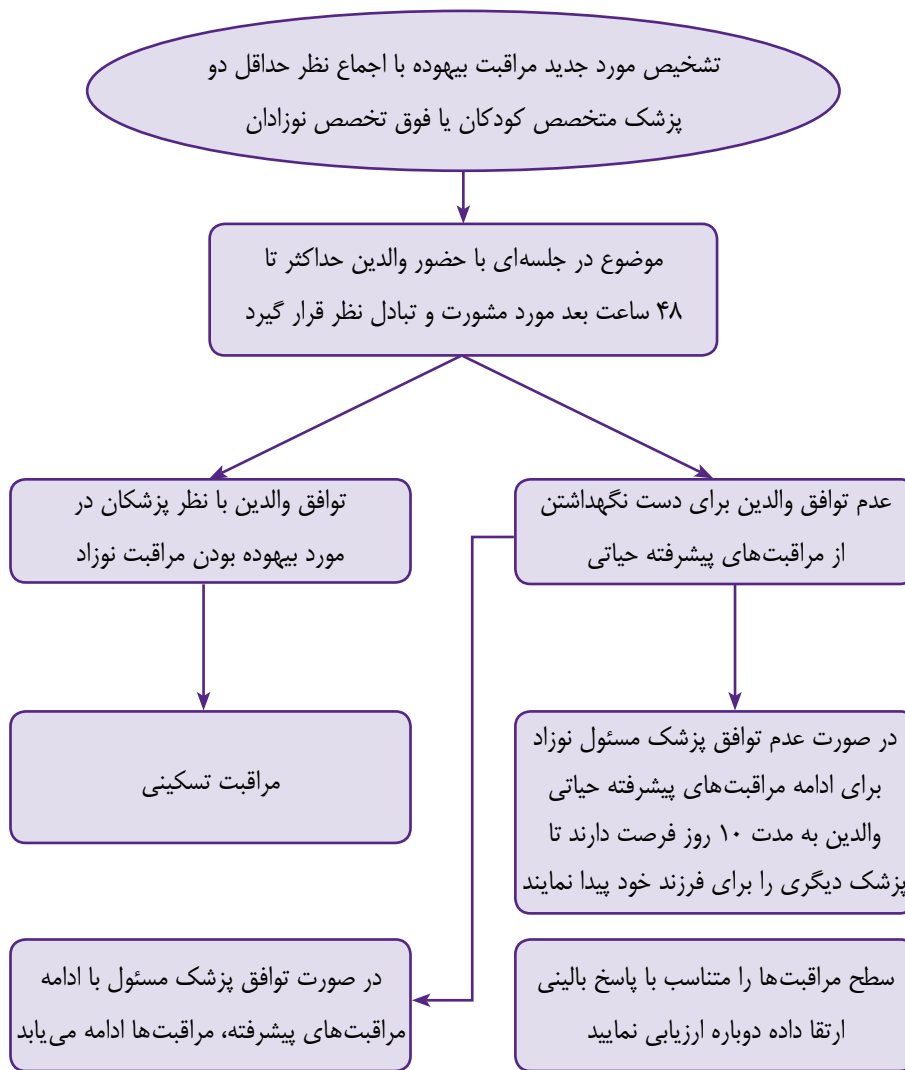 تشخیص مورد جدید مراقبت بیهوده با اجماع نظر حداقل دو
پزشک متخصص کودکان یا فوق تخصص نوزادان
موضوع در جلسه‌ای با حضور والدین حداکثر تا
۴۸ ساعت بعد مورد مشورت و تبادل نظر قرار گیرد
عدم توافق والدین برای دست نگهداشتن
از مراقبت‌های پیشرفته حیاتی
توافق والدین با نظر پزشکان در
مورد بیهوده بودن مراقبت نوزاد
در صورت عدم توافق پزشک مسئول نوزاد
برای ادامه مراقبت‌های پیشرفته حیاتی
والدین به مدت ۱۰ روز فرصت دارند تا
پزشک دیگری را برای فرزند خود پیدا نمایند
مراقبت تسکینی
سطح مراقبت‌ها را متناسب با پاسخ بالینی
ارتقا داده دوباره ارزیابی نمایید
در صورت توافق پزشک مسئول با ادامه
مراقبت‌های پیشرفته، مراقبت‌ها ادامه می‌یابد